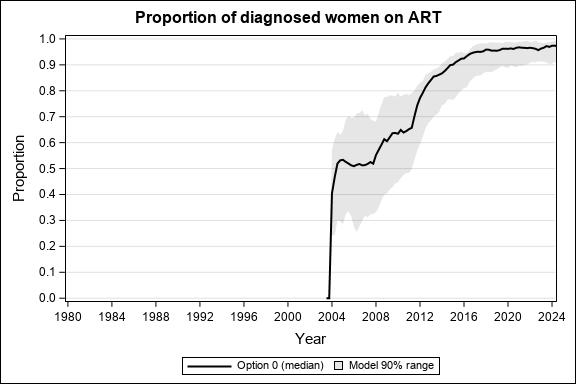 Proportion of diagnosed women on ART
1.0
0.9
0.8
0.7
0.6
0.5
0.4
0.3
0.2
0.1
0.0
Proportion
1980 1984 1988 1992 1996 2000 2004 2008 2012 2016 2020 2024
Year
Option 0 (median) Model 90% range